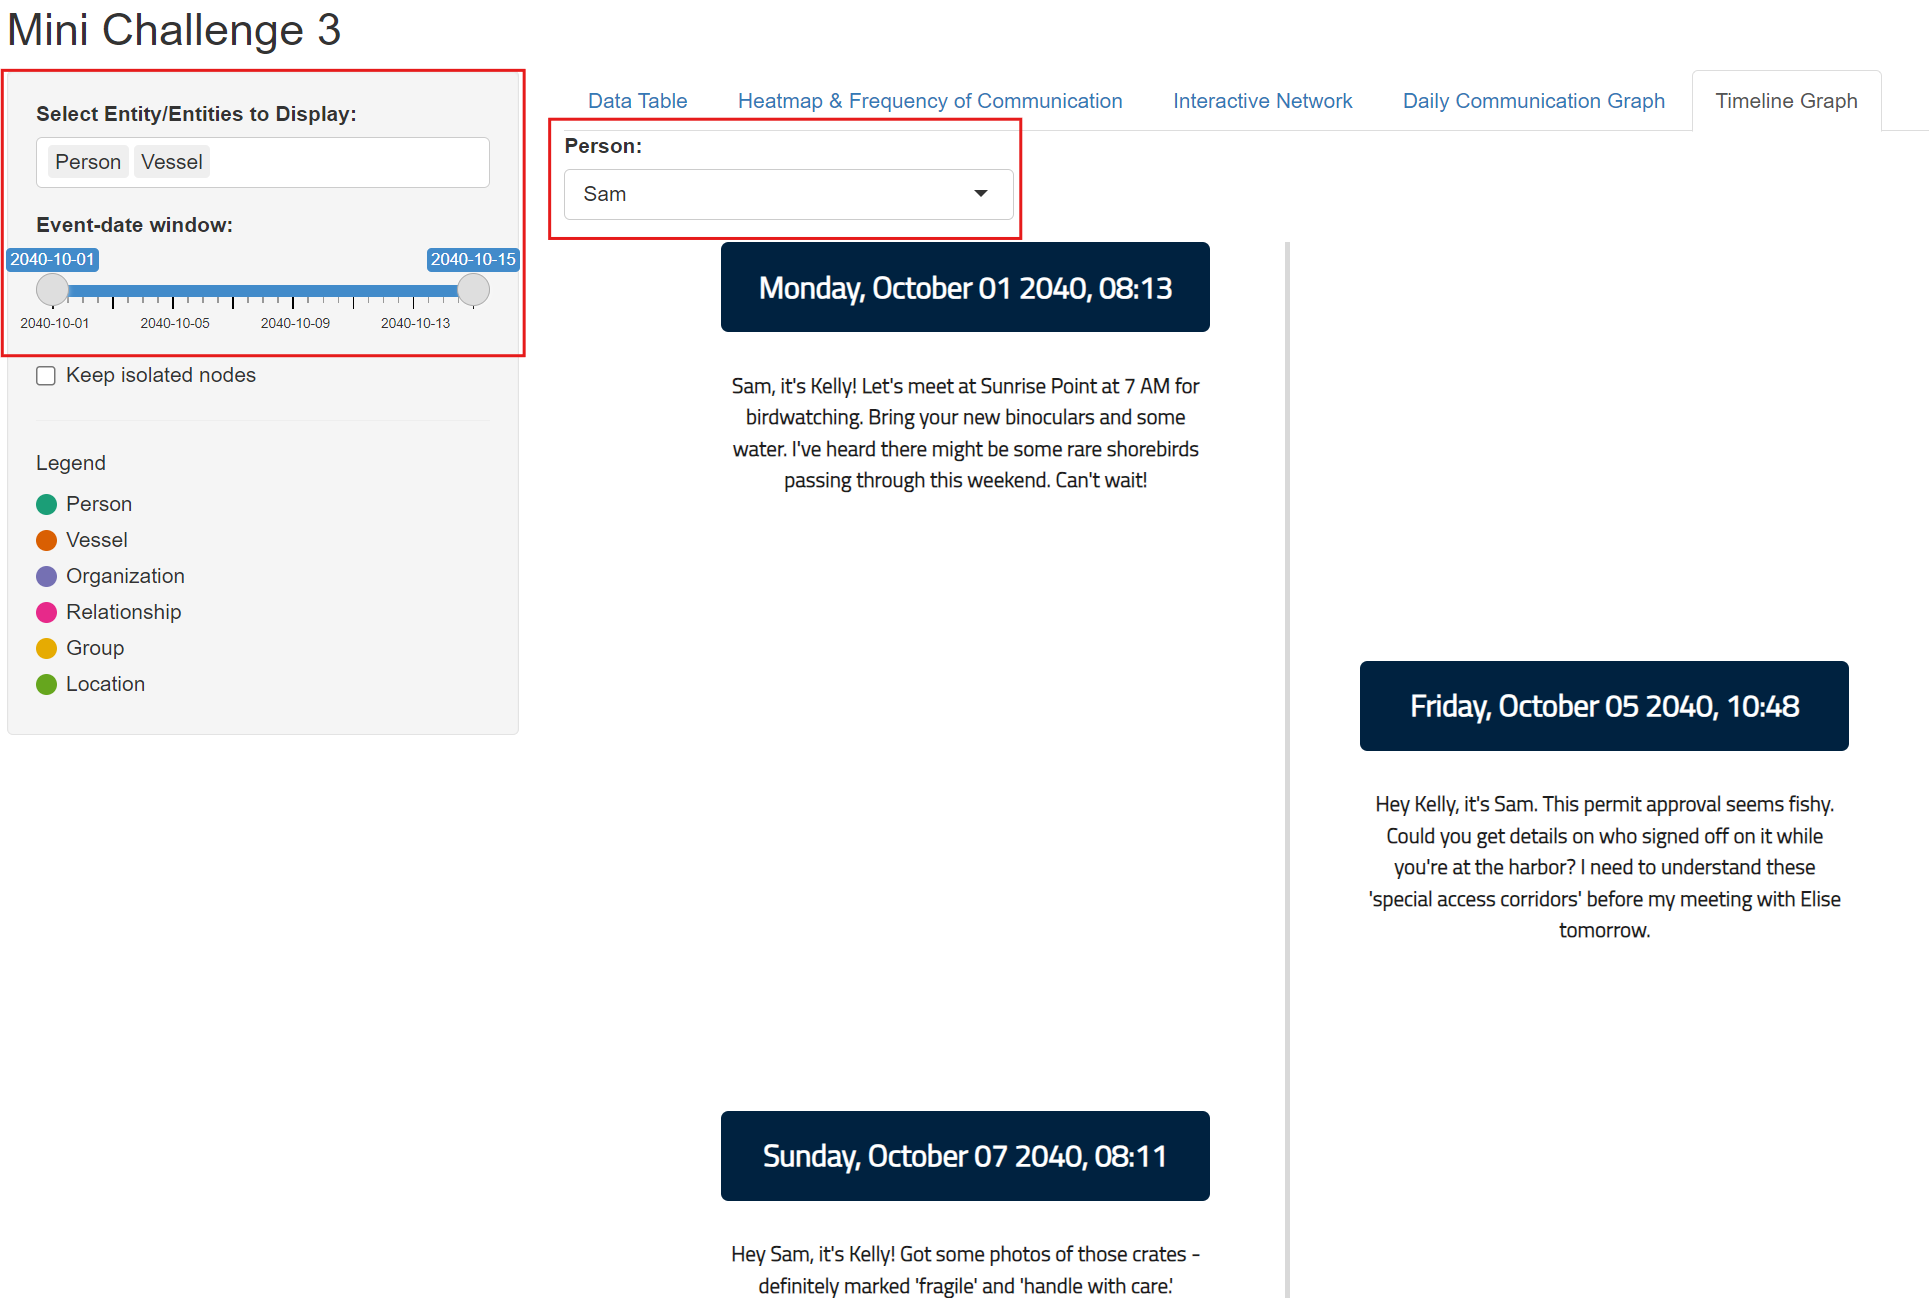 Mini Challenge 3
Select Entity/Entities to Display:
Person Vessel
Event-date window:
2040-10-01 2040-10-15
2040-10-01 2040-10-05 2040-10-09 2040-10-13
Keep isolated nodes
Legend
Person
Vessel
Organization
Relationship
Group
Location
Data Table Heatmap & Frequency of Communication Interactive Network Daily Communication Graph Timeline Graph
Person:
Sam
Monday, October 01 2040, 08:13
Sam, it's Kelly! Let's meet at Sunrise Point at 7 AM for
birdwatching. Bring your new binoculars and some
water. I've heard there might be some rare shorebirds
passing through this weekend. Can't wait!
Friday, October 05 2040, 10:48
Hey Kelly, it's Sam. This permit approval seems fishy.
Could you get details on who signed off on it while
you're at the harbor? I need to understand these
'special access corridors' before my meeting with Elise
tomorrow.
Sunday, October 07 2040, 08:11
Hey Sam, it's Kelly! Got some photos of those crates -
definitely marked 'fragile' and 'handle with care.'